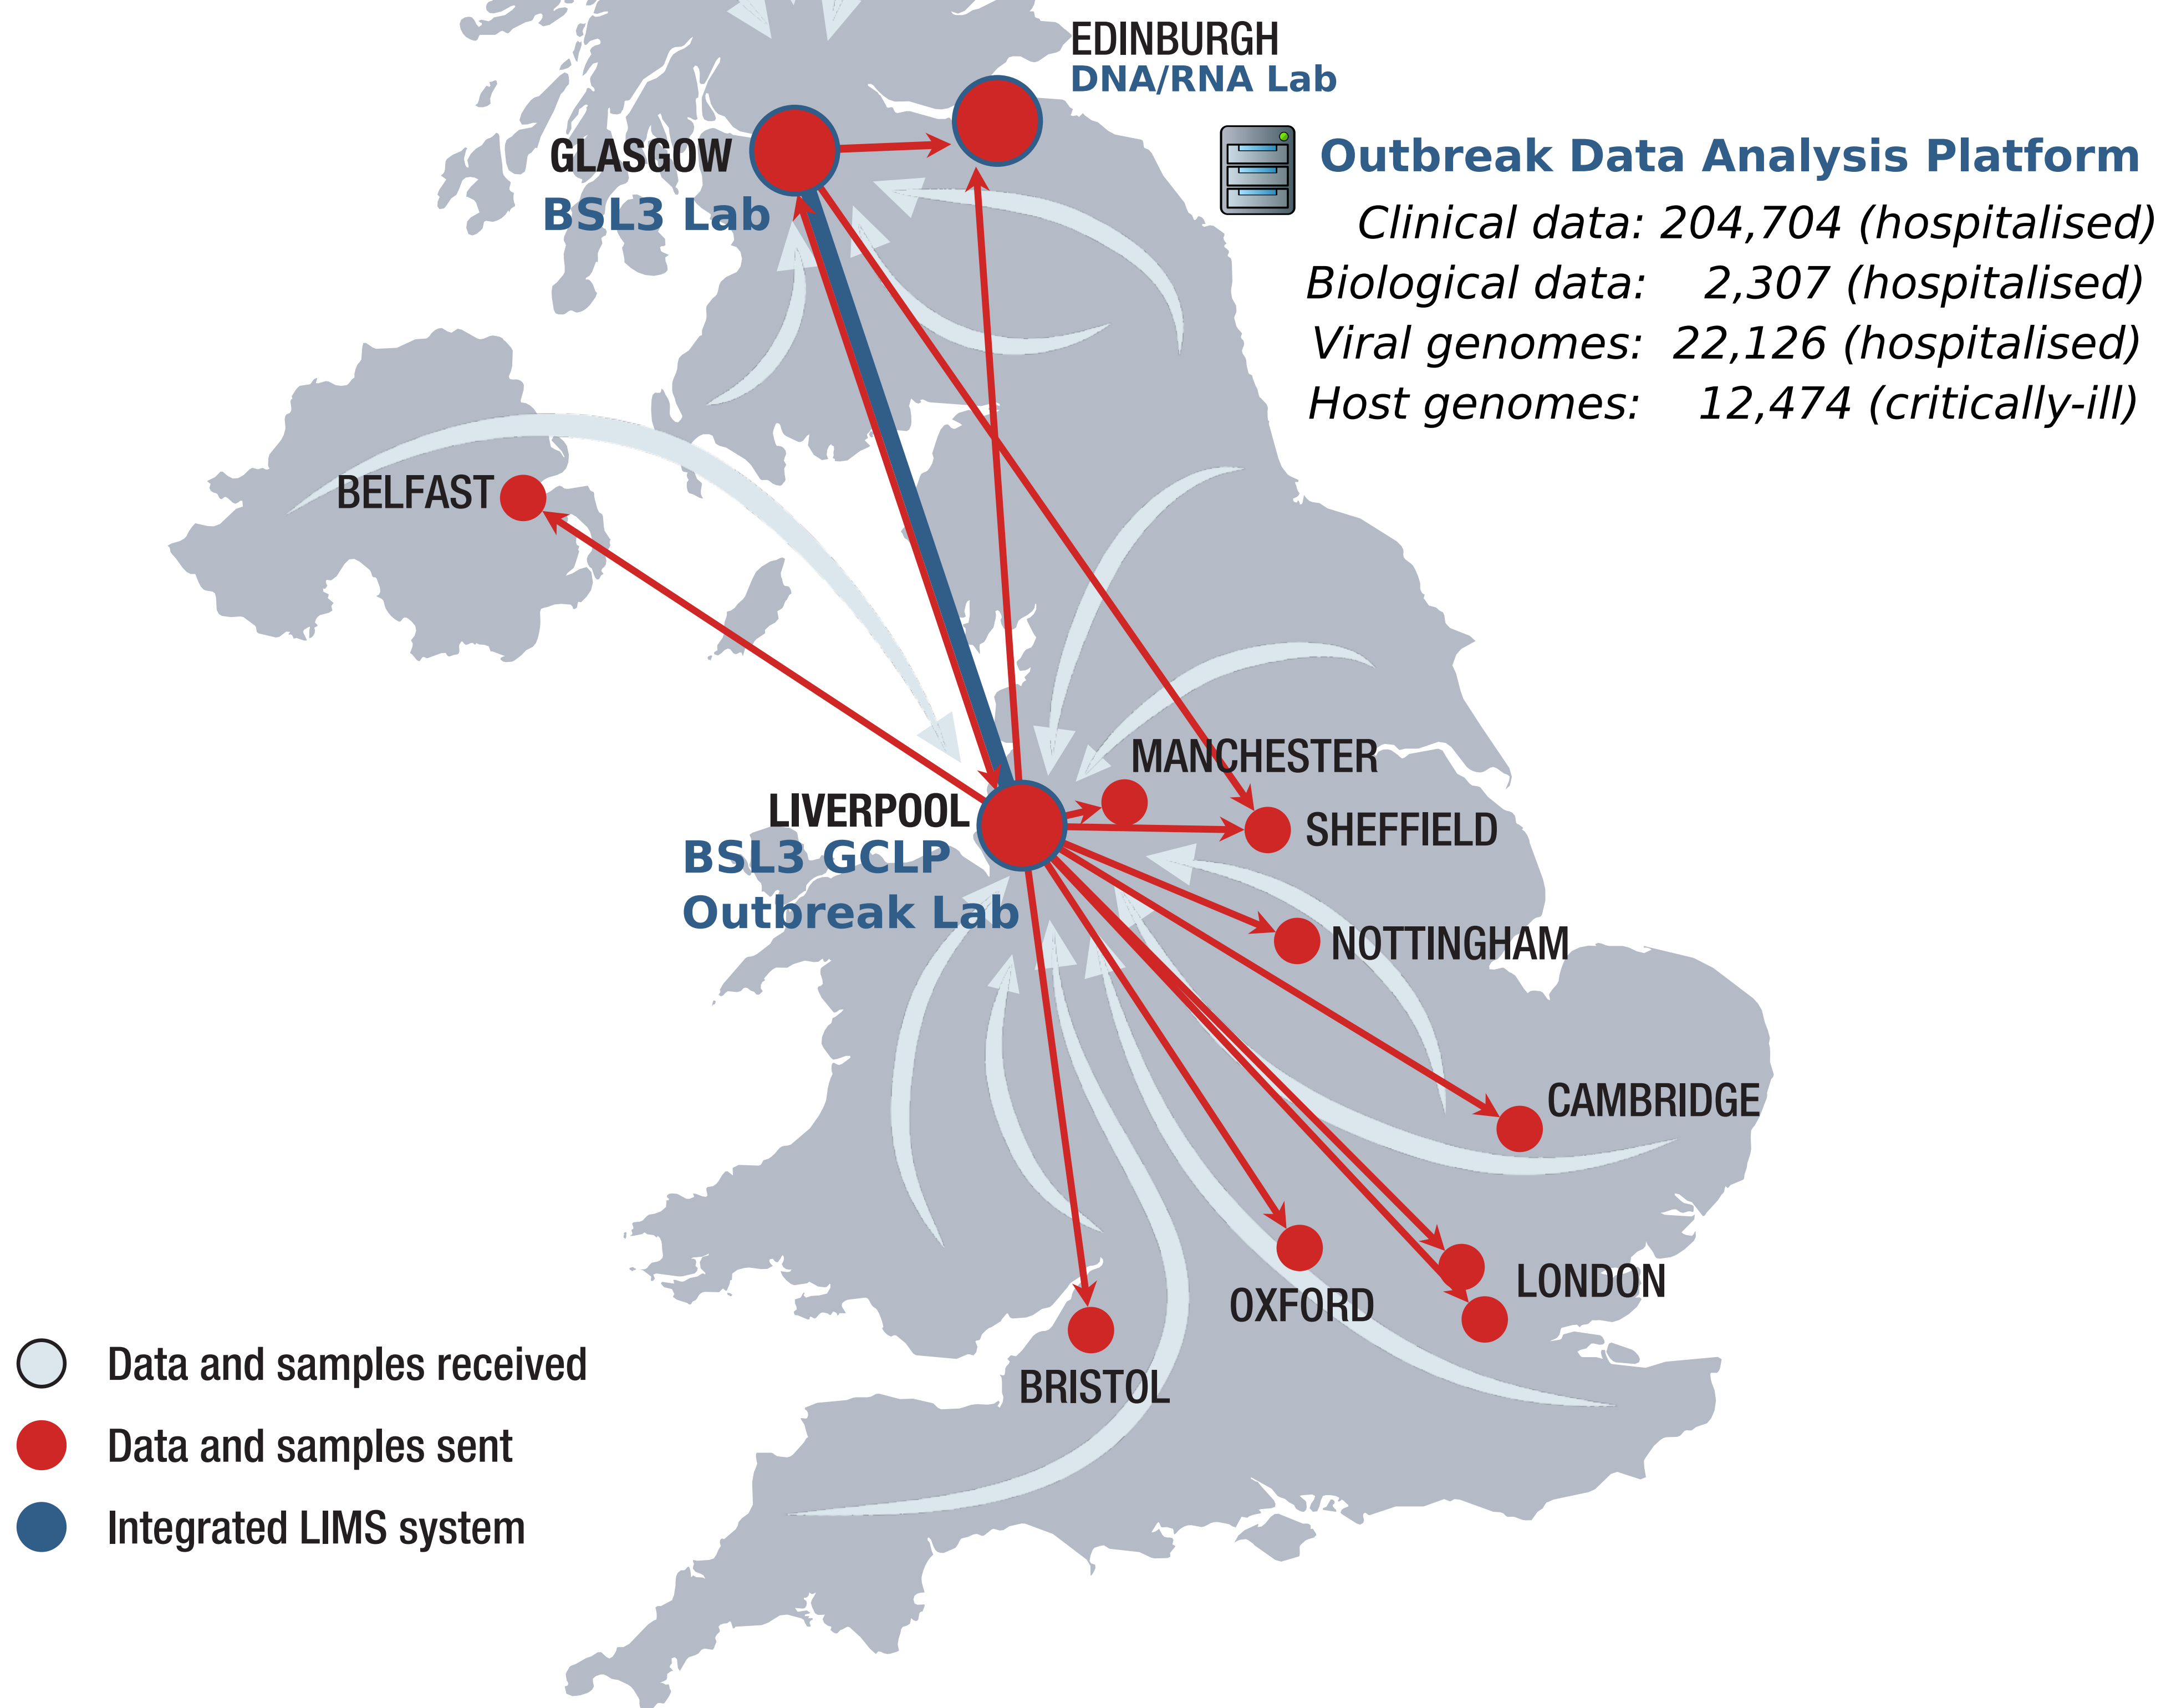 EDINBURGH
DNA/RNA Lab
GLASGOW
BSL3 Lab
Outbreak Data Analysis Platform
Clinical data: 204,704 (hospitalised)
Biological data: 2,307 (hospitalised)
Viral genomes: 22,126 (hospitalised)
Host genomes: 12,474 (critically-ill)
BELFAST
MANCHESTER
LIVERPOOL
BSL3 GCLP
Outbreak Lab
SHEFFIELD
NOTTINGHAM
CAMBRIDGE
LONDON
OXFORD
BRISTOL
Data and samples received
Data and samples sent
Integrated LIMS system